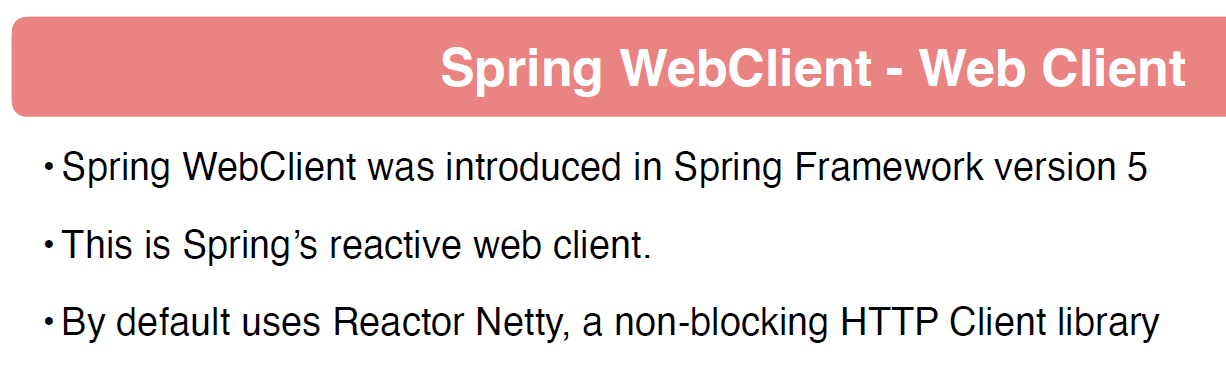 Spring WebClient - Web Client
• Spring WebClient was introduced in Spring Framework version 5
• This is Spring’s reactive web client.
• By default uses Reactor Netty, a non-blocking HTTP Client library